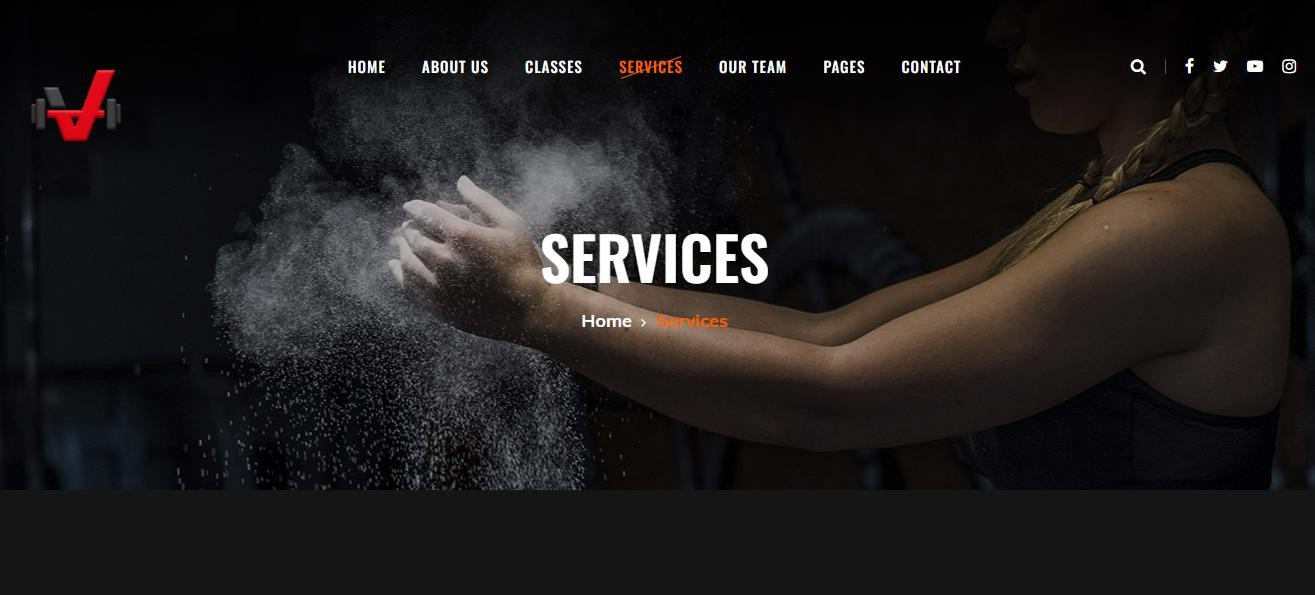 HOME ABOUT US CLASSES SERVICES OUR TEAM PAGES CONTACT
SERVICES
Home › Services